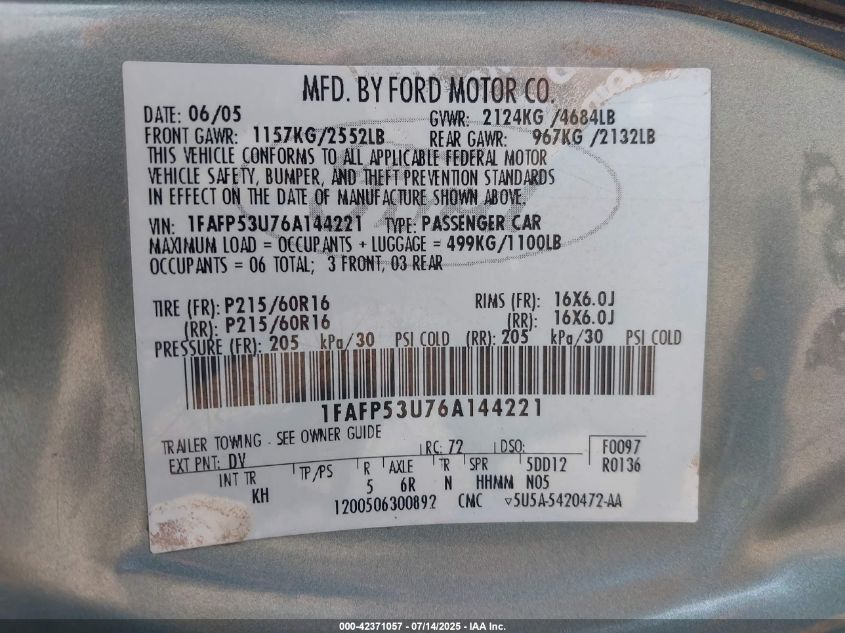 MFD. BY FORD MOTOR CO.
DATE: 06/05 GVWR: 2124KG /4684LB
FRONT GAWR: 1157KG/2552LB REAR GAWR: 967KG /2132LB
THIS VEHICLE CONFORMS TO ALL APPLICABLE FEDERAL MOTOR
VEHICLE SAFETY, BUMPER, AND THEFT PREVENTION STANDARDS
IN EFFECT ON THE DATE OF MANUFACTURE SHOWN ABOVE.
VIN: 1FAFP53U76A144221 TYPE: PASSENGER CAR
MAXIMUM LOAD = OCCUPANTS + LUGGAGE = 499KG/1100LB
OCCUPANTS = 06 TOTAL; 3 FRONT, 03 REAR
TIRE (FR): P215/60R16 RIMS (FR): 16X6.0J
(RR): P215/60R16 (RR): 16X6.0J
PRESSURE (FR): 205 kPa/30 PSI COLD (RR): 205 kPa/30 PSI COLD
1FAFP53U76A144221
TRAILER TOWING - SEE OWNER GUIDE
EXT PNT: DV RC: 72 DSO: F0097
R0136
INT TR TP/PS R AXLE TR SPR 5DD12
KH 5 6R N HHMM N05
1200506300892 CMC ▽5U5A-5420472-AA
000-42371057 - 07/14/2025 - IAA Inc.